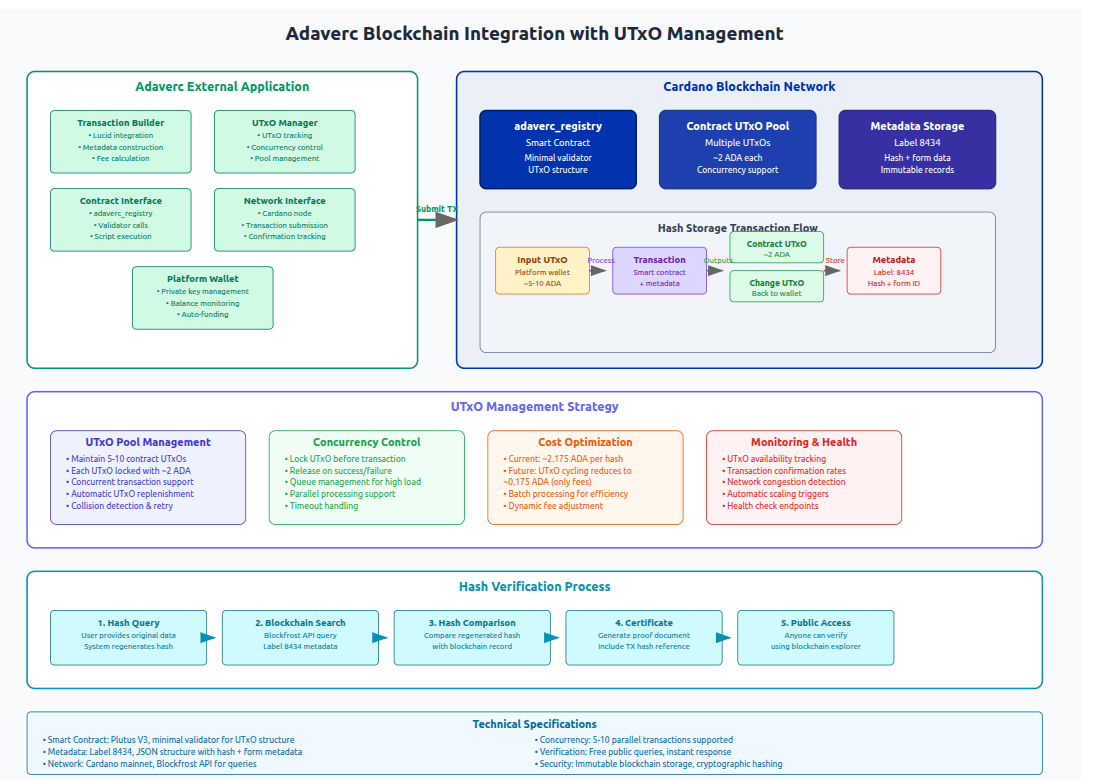 Adaverc Blockchain Integration with UTxO Management
Adaverc External Application
Transaction Builder
• Lucid integration
• Metadata construction
• Fee calculation
UTxO Manager
• UTxO tracking
• Concurrency control
• Pool management
Contract Interface
• adaverc_registry
• Validator calls
• Script execution
Network Interface
• Cardano node
• Transaction submission
• Confirmation tracking
Platform Wallet
• Private key management
• Balance monitoring
• Auto-funding
Submit TX
Cardano Blockchain Network
adaverc_registry
Smart Contract
Minimal validator
UTxO structure
Contract UTxO Pool
Multiple UTxOs
~2 ADA each
Concurrency support
Metadata Storage
Label 8434
Hash + Form data
Immutable records
Hash Storage Transaction Flow
Input UTxO
Platform wallet
~5-10 ADA
Process
Transaction
Smart contract
+ metadata
Outputs
Contract UTxO
~2 ADA
Change UTxO
Back to wallet
Store
Metadata
Label: 8434
Hash + form ID
UTxO Management Strategy
UTxO Pool Management
• Maintain 5-10 contract UTxOs
• Each UTxO locked with ~2 ADA
• Concurrent transaction support
• Automatic UTxO replenishment
• Collision detection & retry
Concurrency Control
• Lock UTxO before transaction
• Release on success/failure
• Queue management for high load
• Parallel processing support
• Timeout handling
Cost Optimization
• Current: ~2.175 ADA per hash
• Future: UTxO cycling reduces to
~0.175 ADA (only fees)
• Batch processing for efficiency
• Dynamic fee adjustment
Monitoring & Health
• UTxO availability tracking
• Transaction confirmation rates
• Network congestion detection
• Automatic scaling triggers
• Health check endpoints
Hash Verification Process
1. Hash Query
User provides original data
System regenerates hash
2. Blockchain Search
Blockfrost API query
Label 8434 metadata
3. Hash Comparison
Compare regenerated hash
with blockchain record
4. Certificate
Generate proof document
Include TX hash reference
5. Public Access
Anyone can verify
using blockchain explorer
Technical Specifications
• Smart Contract: Plutus V3, minimal validator for UTxO structure
• Metadata: Label 8434, JSON structure with hash + form metadata
• Network: Cardano mainnet, Blockfrost API for queries
• Concurrency: 5-10 parallel transactions supported
• Verification: Free public queries, instant response
• Security: Immutable blockchain storage, cryptographic hashing